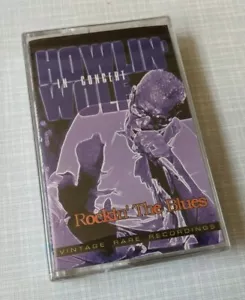 HOWLIN'
IN CONCERT
WOLF
Rockin' The Blues
VINTAGE RARE RECORDINGS